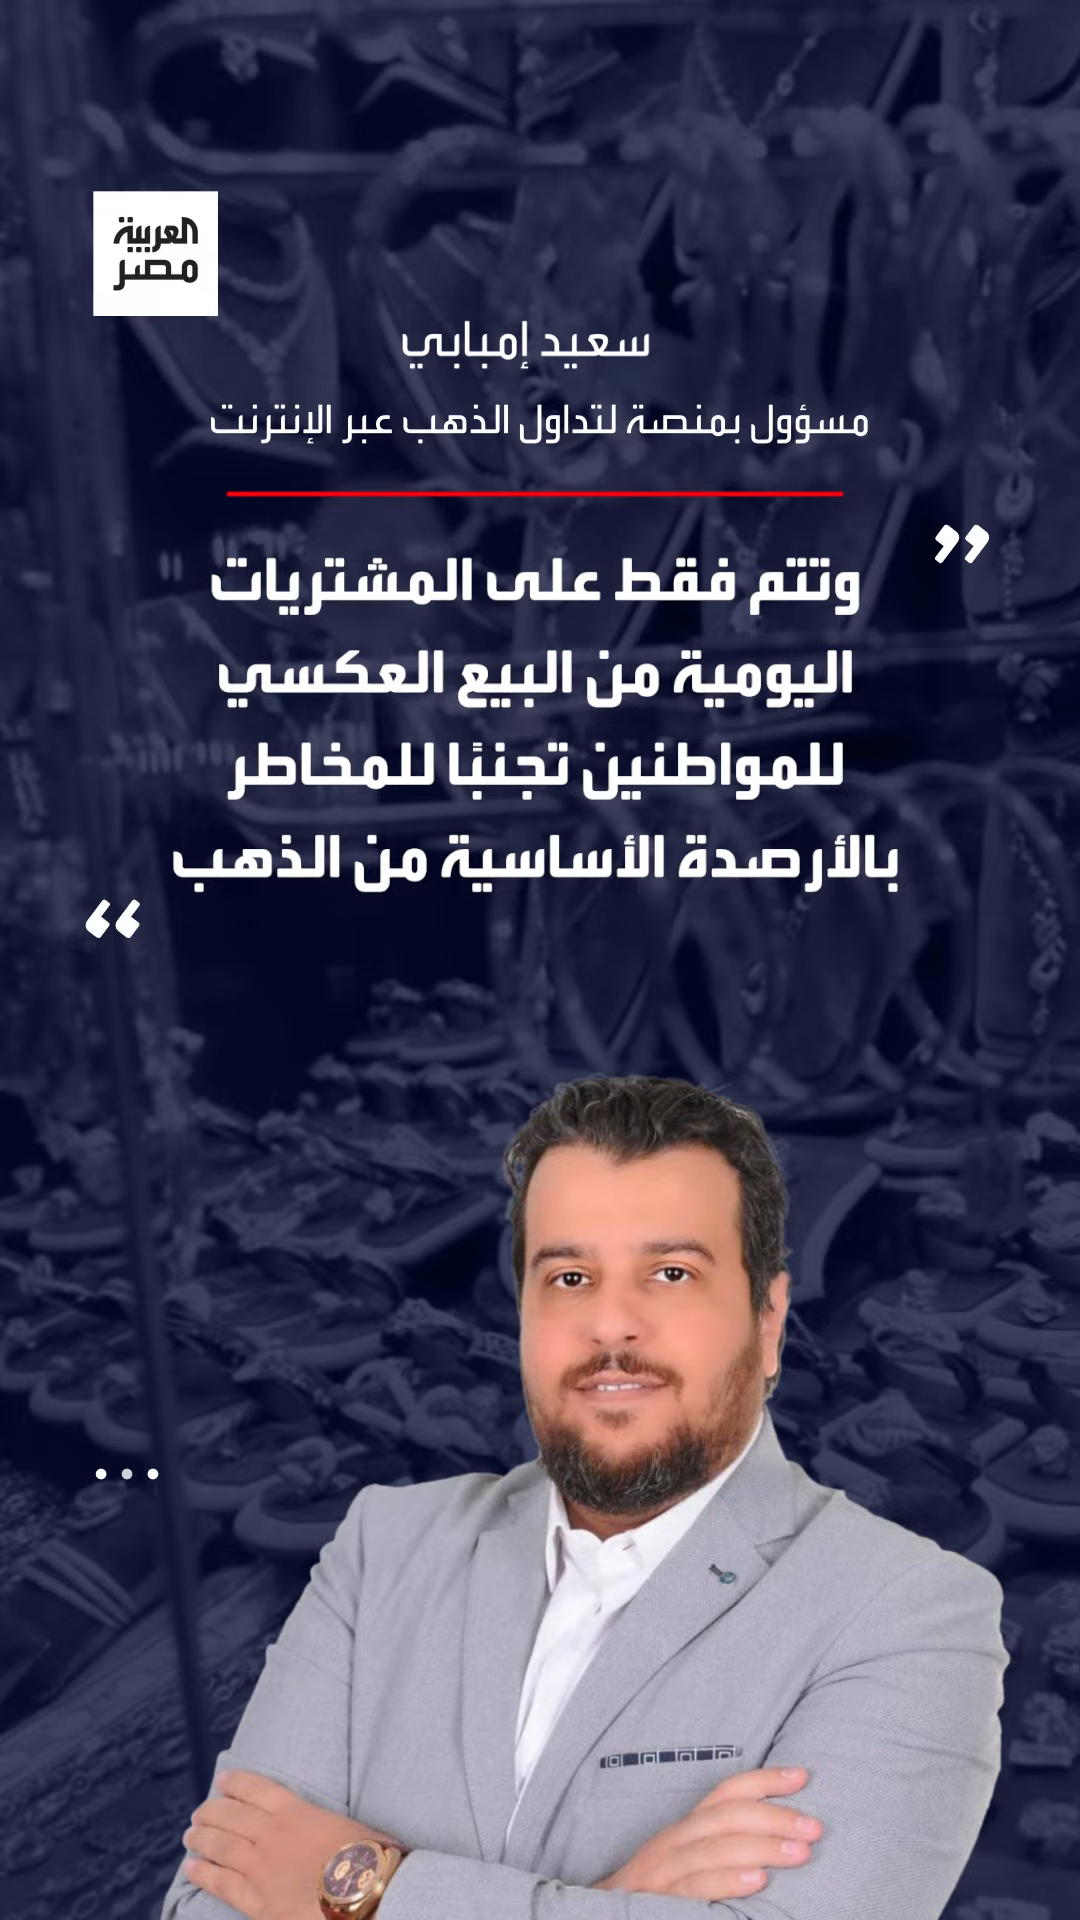 العربية
مصر
سعيد إمبابي
مسؤول بمنصة لتداول الذهب عبر الإنترنت
”
وتتم فقط على المشتريات
اليومية من البيع العكسي
للمواطنين تجنبًا للمخاطر
بالأرصدة الأساسية من الذهب
“
...